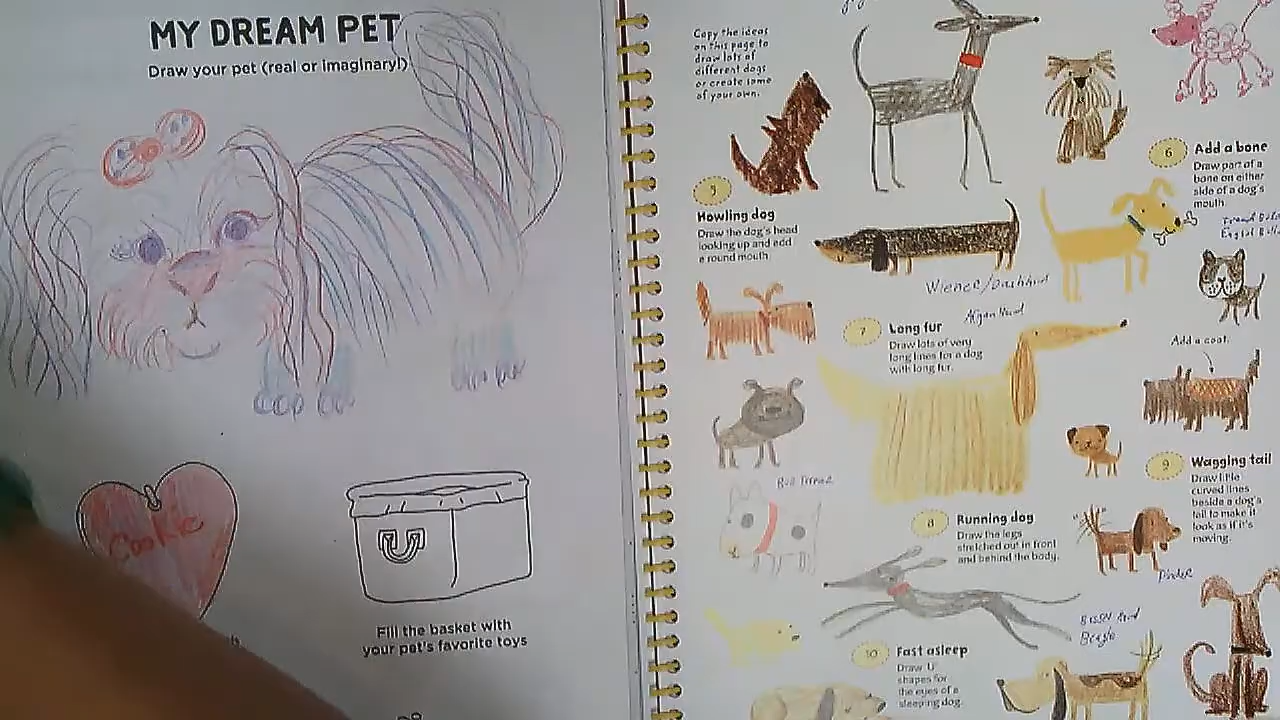 MY DREAM PET
Draw your pet (real or imaginary!)
Cookie
Fill the basket with
your pet's favorite toys
Copy the ideas
on this page to
draw lots of
different dogs
or create some
of your own.
5
Howling dog
Draw the dog's head
looking up and add
a round mouth.
6
Add a bone
Draw part of a
bone on either
side of a dog's
mouth
Wiener/Dachhund
Afgan Hound
7
Long fur
Draw lots of very
long lines for a dog
with long fur.
Add a coat.
9
Wagging tail
Draw little
curved lines
beside a dog's
tail to make it
look as if it's
moving.
8
Running dog
Draw the legs
stretched out in front
and behind the body.
Beagle
10
Fast asleep
Draw 'U'
shapes for
the eyes of a
sleeping dog.